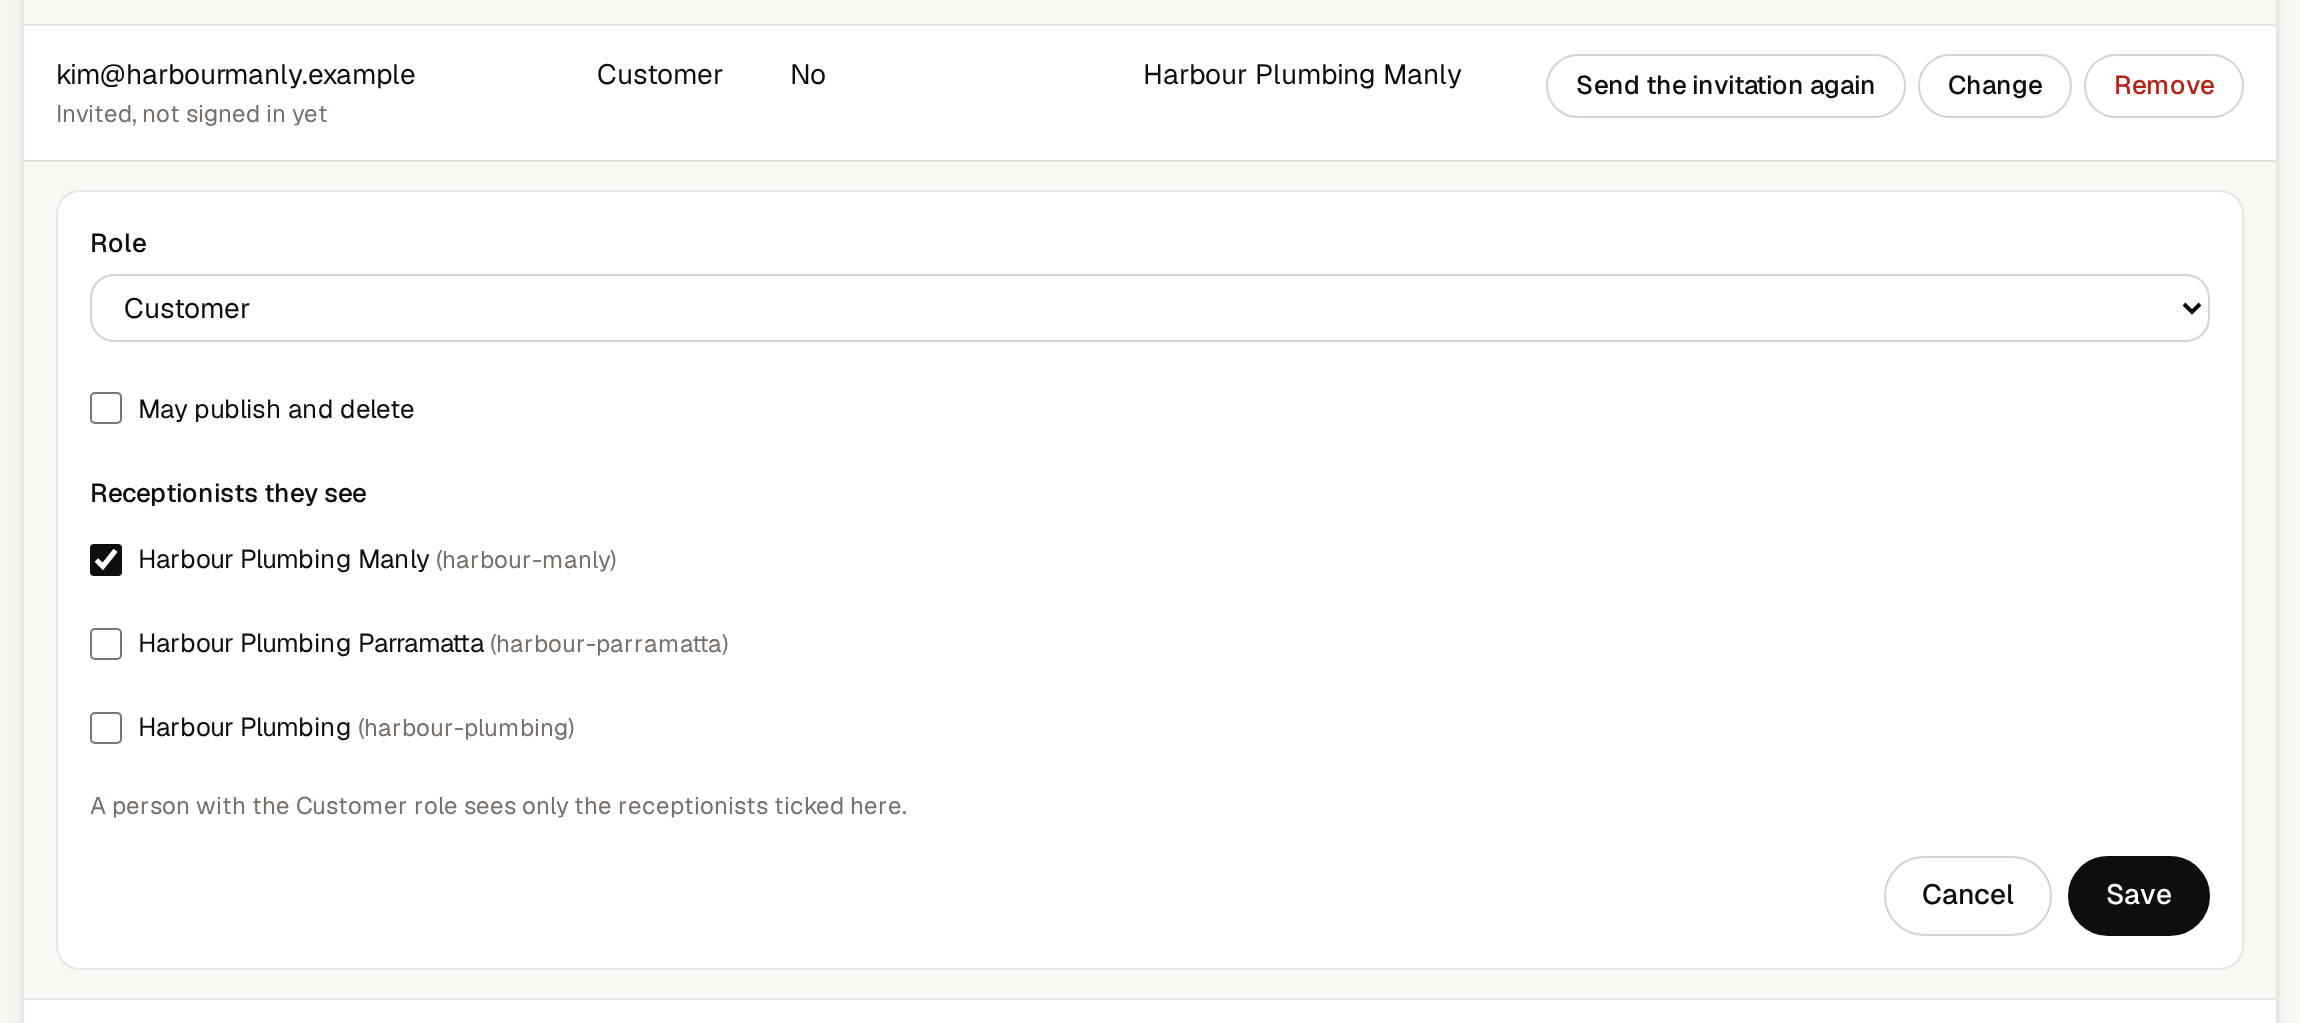 kim@harbourmanly.example Customer No Harbour Plumbing Manly Send the invitation again Change Remove
Invited, not signed in yet
Role
Customer
May publish and delete
Receptionists they see
Harbour Plumbing Manly (harbour-manly)
Harbour Plumbing Parramatta (harbour-parramatta)
Harbour Plumbing (harbour-plumbing)
A person with the Customer role sees only the receptionists ticked here.
Cancel Save